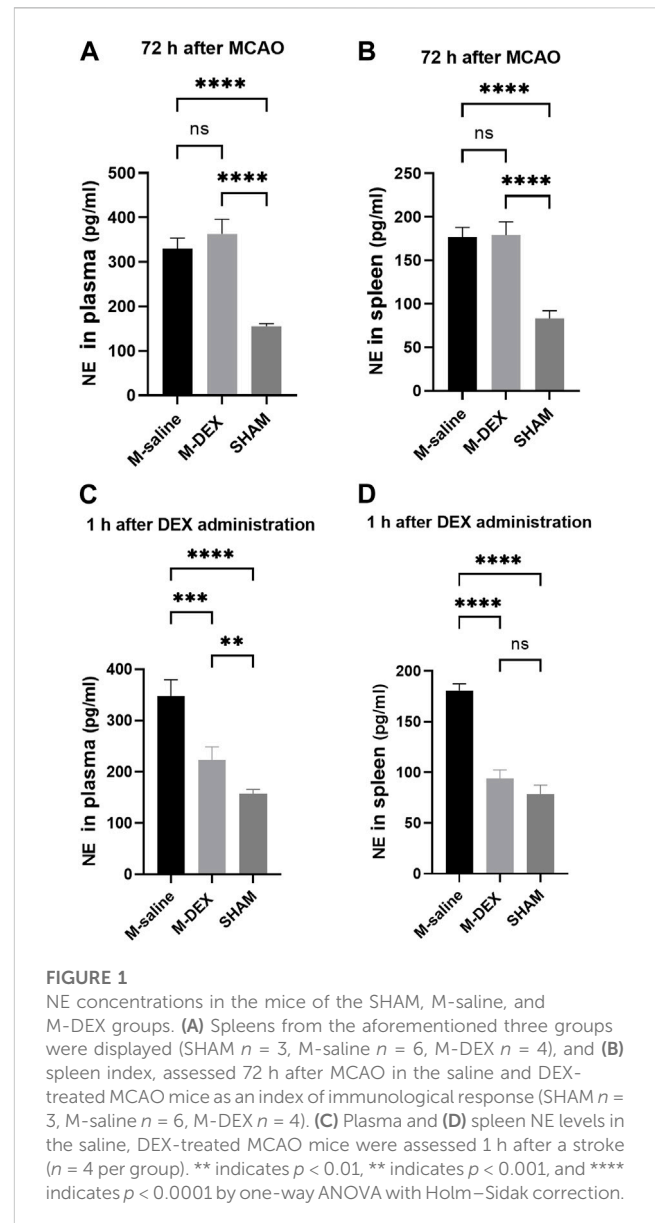 A
72 h after MCAO
****
ns
****
NE in plasma (pg/ml)
500
400
300
200
100
0
M-saline
M-DEX
SHAM
B
72 h after MCAO
****
ns
****
NE in spleen (pg/ml)
250
200
150
100
50
0
M-saline
M-DEX
SHAM
C
1 h after DEX administration
****
***
**
NE in plasma (pg/ml)
400
300
200
100
0
M-saline
M-DEX
SHAM
D
1 h after DEX administration
****
****
ns
NE in spleen (pg/ml)
200
150
100
50
0
M-saline
M-DEX
SHAM
FIGURE 1
NE concentrations in the mice of the SHAM, M-saline, and
M-DEX groups. (A) Spleens from the aforementioned three groups
were displayed (SHAM n = 3, M-saline n = 6, M-DEX n = 4), and (B)
spleen index, assessed 72 h after MCAO in the saline and DEX-
treated MCAO mice as an index of immunological response (SHAM n =
3, M-saline n = 6, M-DEX n = 4). (C) Plasma and (D) spleen NE levels in
the saline, DEX-treated MCAO mice were assessed 1 h after a stroke
(n = 4 per group). ** indicates p < 0.01, ** indicates p < 0.001, and ****
indicates p < 0.0001 by one-way ANOVA with Holm–Sidak correction.